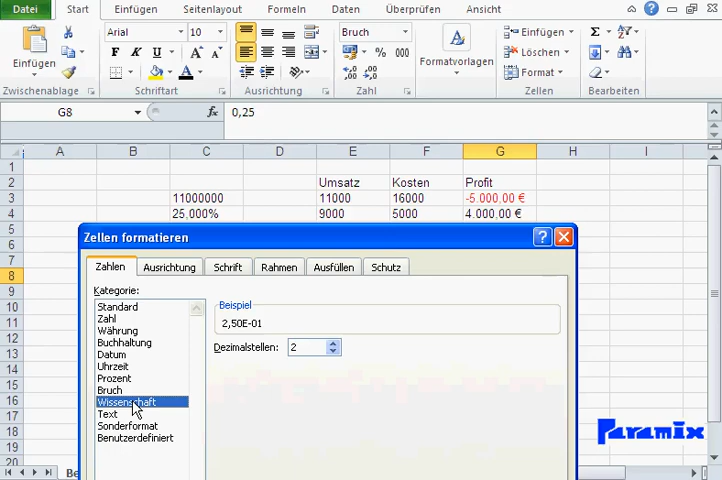 Datei Start Einfügen Seitenlayout Formeln Daten Überprüfen Ansicht
Einfügen
Arial 10
F K U
A A
Bruch
% 000
Formatvorlagen
Einfügen
Löschen
Format
Σ
Zwischenablage Schriftart Ausrichtung Zahl Zellen Bearbeiten
G8 fx 0,25
A B C D E F G H I
1
2 Umsatz Kosten Profit
3 11000000 11000 16000 -5.000,00 €
4 25,000% 9000 5000 4.000,00 €
5
6
7
8
9
10
11
12
13
14
15
16
17
18
19
20
Zellen formatieren
Zahlen Ausrichtung Schrift Rahmen Ausfüllen Schutz
Kategorie:
Standard
Zahl
Währung
Buchhaltung
Datum
Uhrzeit
Prozent
Bruch
Wissenschaft
Text
Sonderformat
Benutzerdefiniert
Beispiel
2,50E-01
Dezimalstellen: 2
Paramix